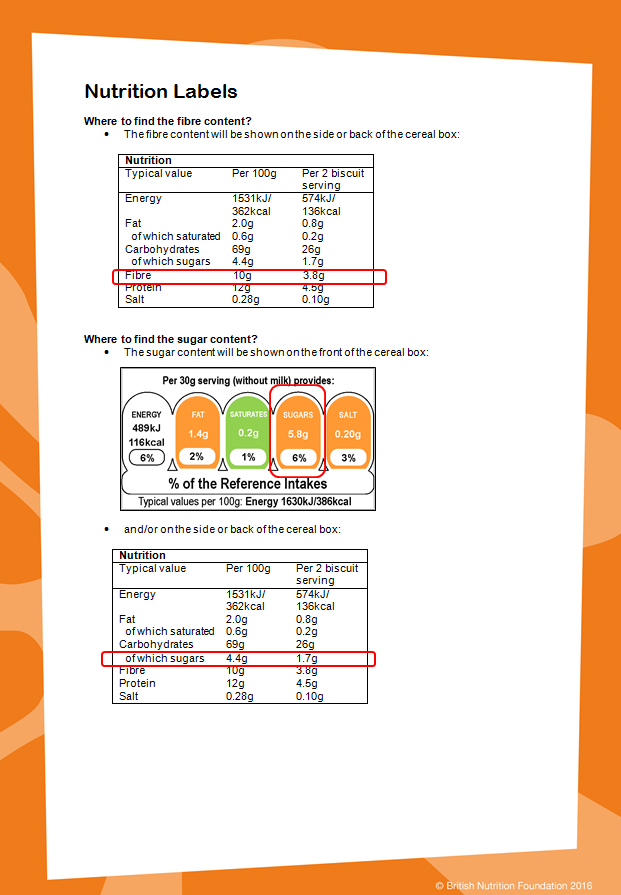 Nutrition Labels
Where to find the fibre content?
• The fibre content will be shown on the side or back of the cereal box:
Nutrition
Typical value Per 100g Per 2 biscuit
serving
Energy 1531kJ/ 574kJ/
362kcal 136kcal
Fat 2.0g 0.8g
of which saturated 0.6g 0.2g
Carbohydrates 69g 26g
of which sugars 4.4g 1.7g
Fibre 10g 3.8g
Protein 12g 4.5g
Salt 0.28g 0.10g
Where to find the sugar content?
• The sugar content will be shown on the front of the cereal box:
Per 30g serving (without milk) provides:
ENERGY FAT SATURATES SUGARS SALT
489kJ 1.4g 0.2g 5.8g 0.20g
116kcal
6% 2% 1% 6% 3%
% of the Reference Intakes
Typical values per 100g: Energy 1630kJ/386kcal
• and/or on the side or back of the cereal box:
Nutrition
Typical value Per 100g Per 2 biscuit
serving
Energy 1531kJ/ 574kJ/
362kcal 136kcal
Fat 2.0g 0.8g
of which saturated 0.6g 0.2g
Carbohydrates 69g 26g
of which sugars 4.4g 1.7g
Fibre 10g 3.8g
Protein 12g 4.5g
Salt 0.28g 0.10g
© British Nutrition Foundation 2016